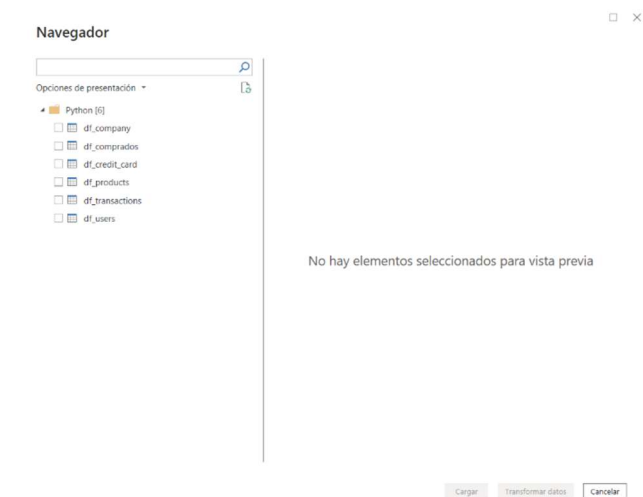 Navegador
Opciones de presentación
Python [6]
df_company
df_comprados
df_credit_card
df_products
df_transactions
df_users
No hay elementos seleccionados para vista previa
Cargar Transformar datos Cancelar